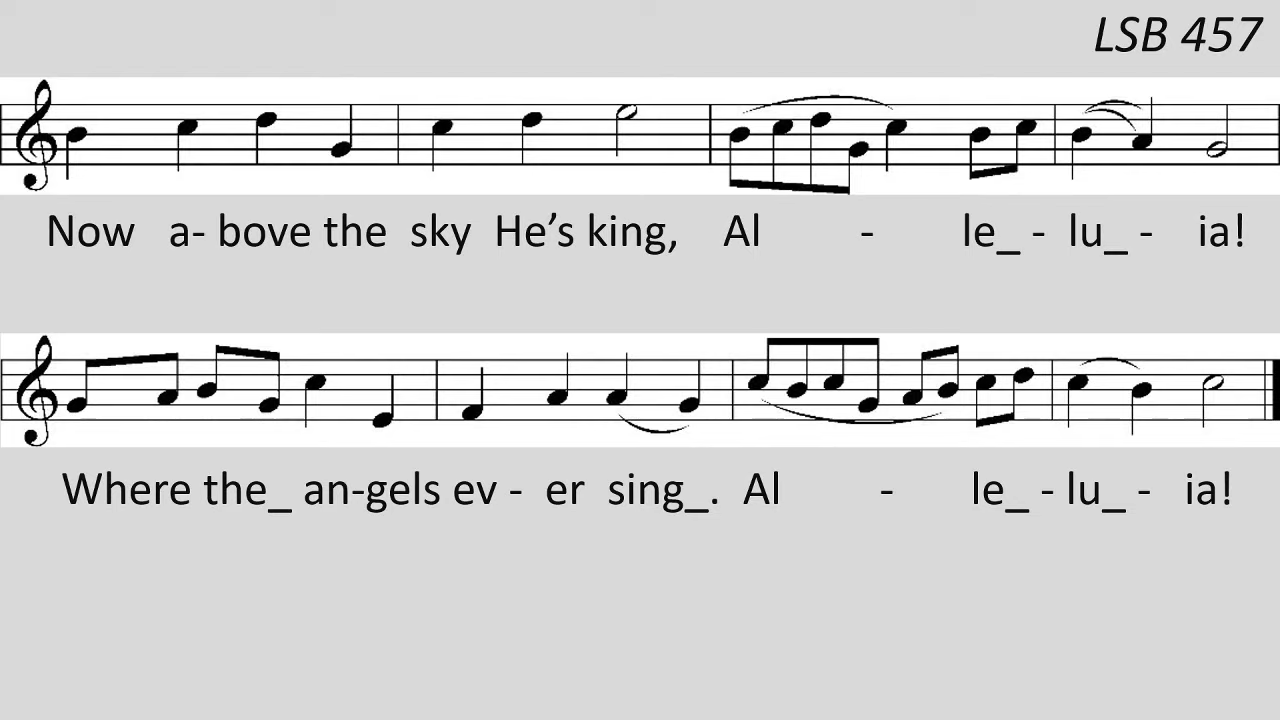 LSB 457
Now a- bove the sky He's king, Al - le_ - lu_ - ia!
Where the_ an-gels ev - er sing_. Al - le_ - lu_ - ia!